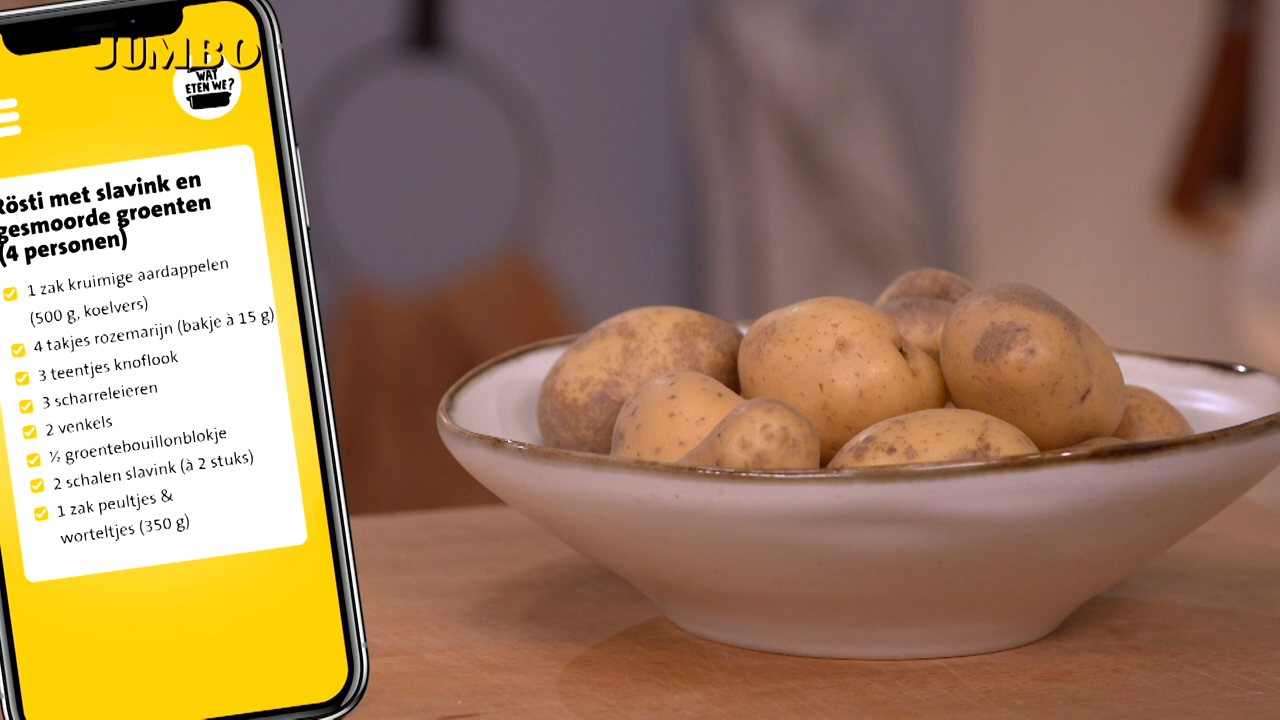 JUMBO
WAT
ETEN WE?
Rösti met slavink en
gesmoorde groenten
(4 personen)
1 zak kruimige aardappelen
(500 g, koelvers)
4 takjes rozemarijn (bakje à 15 g)
3 teentjes knoflook
3 scharreleieren
2 venkels
½ groentebouillonblokje
2 schalen slavink (à 2 stuks)
1 zak peultjes &
worteltjes (350 g)